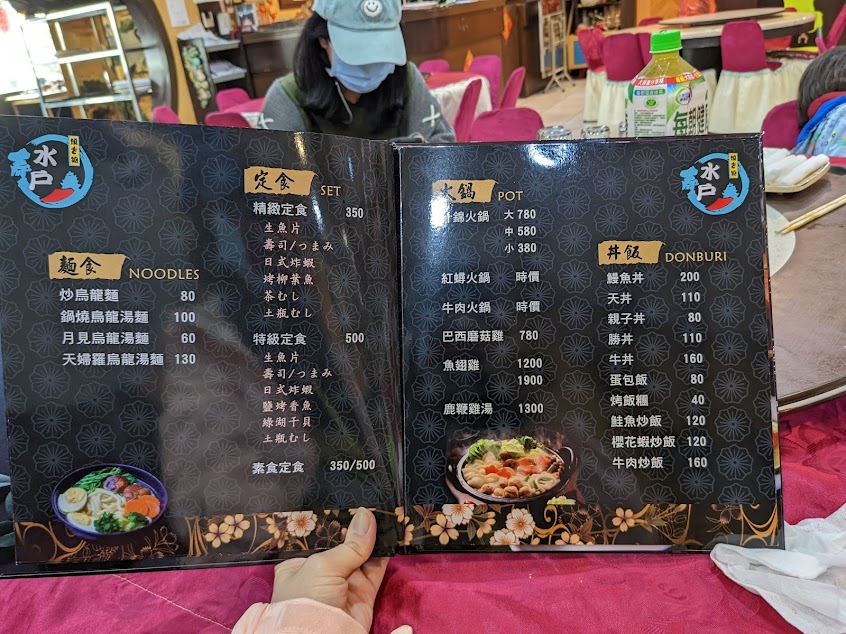 水戶
壽
麵食 NOODLES
炒烏龍麵 80
鍋燒烏龍湯麵 100
月見烏龍湯麵 60
天婦羅烏龍湯麵 130
定食 SET
精緻定食 350
生魚片
壽司/つまみ
日式炸蝦
烤柳葉魚
茶むし
土瓶むし
特級定食 500
生魚片
壽司/つまみ
日式炸蝦
鹽烤香魚
綠湖干貝
土瓶むし
素食定食 350/500
火鍋 POT
什錦火鍋 大 780
中 580
小 380
紅蟳火鍋 時價
牛肉火鍋 時價
巴西蘑菇雞 780
魚翅雞 1200
1900
鹿鞭雞湯 1300
水戶
壽
丼飯 DONBURI
鰻魚丼 200
天丼 110
親子丼 80
勝丼 110
牛丼 160
蛋包飯 80
烤飯糰 40
鮭魚炒飯 120
櫻花蝦炒飯 120
牛肉炒飯 160